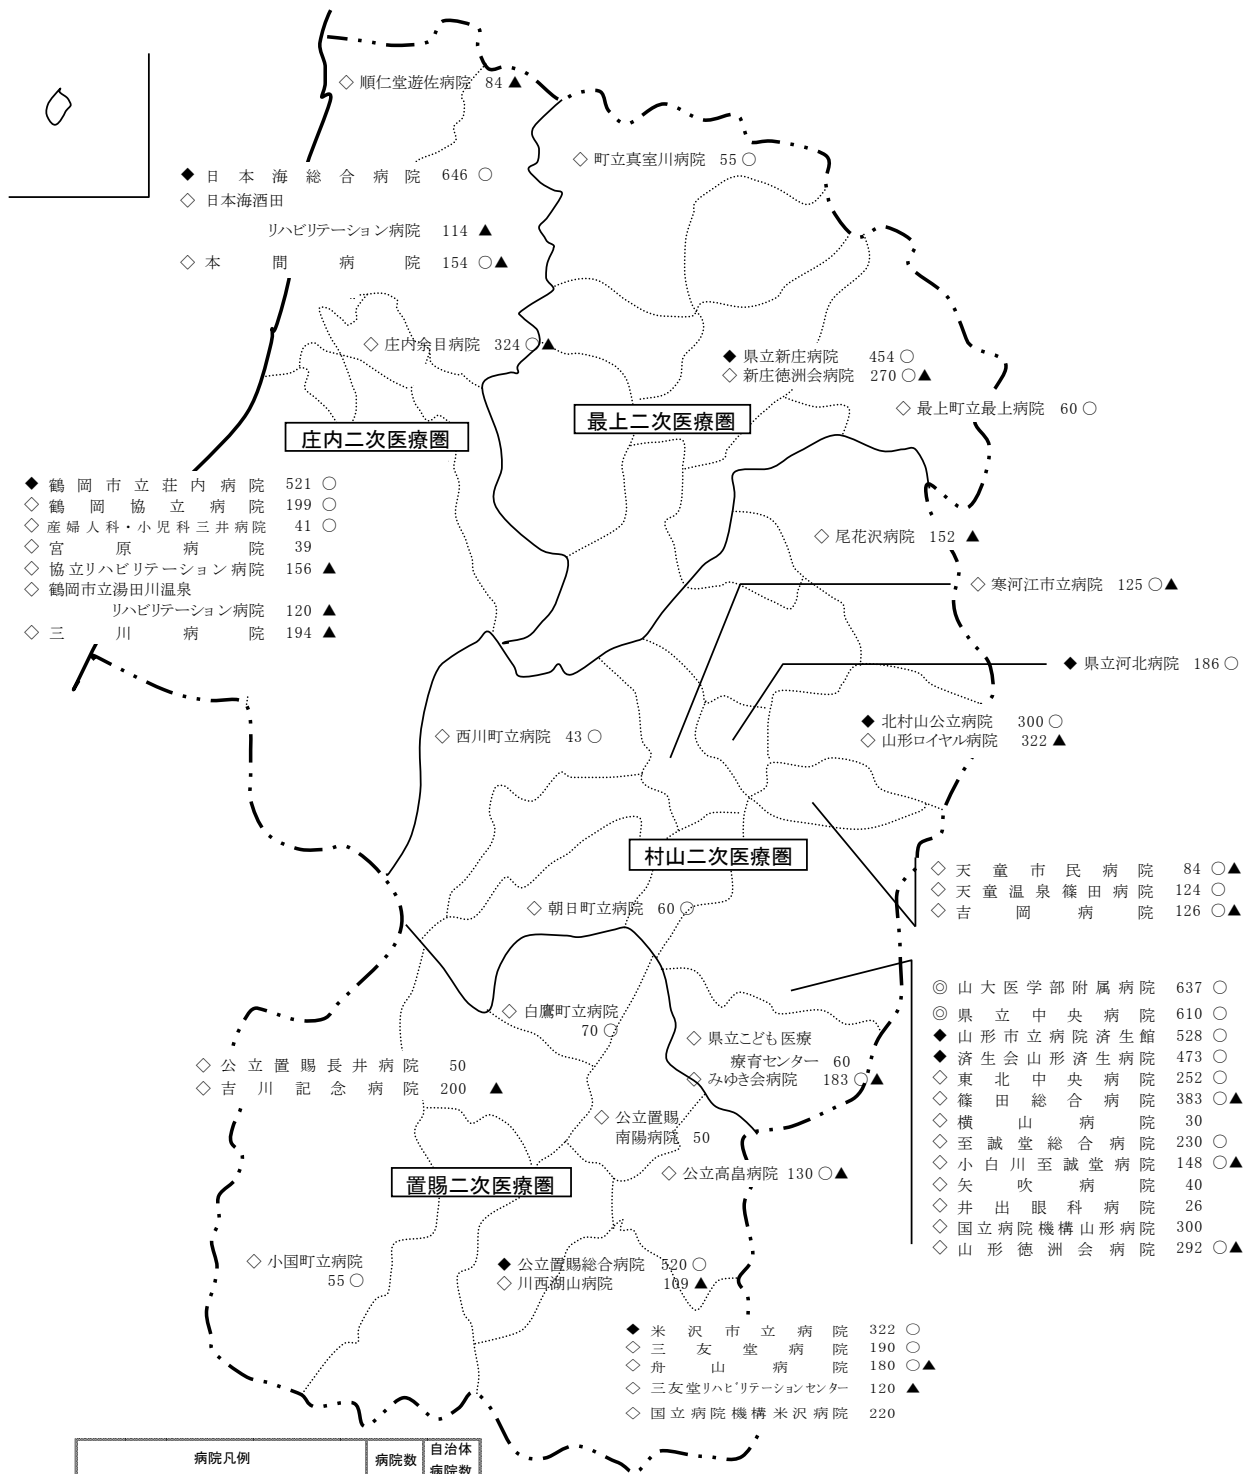 ◇ 順仁堂遊佐病院 84 ▲
◇ 町立真室川病院 55 ○
◆ 日本海総合病院 646 ○
◇ 日本海酒田
リハビリテーション病院 114 ▲
◇ 本間病院 154 ○▲
◇ 庄内余目病院 324 ○▲
◆ 県立新庄病院 454 ○
◇ 新庄徳洲会病院 270 ○▲
◇ 最上町立最上病院 60 ○
最上二次医療圏
庄内二次医療圏
◆ 鶴岡市立荘内病院 521 ○
◇ 鶴岡協立病院 199 ○
◇ 産婦人科・小児科三井病院 41 ○
◇ 宮原病院 39
◇ 協立リハビリテーション病院 156 ▲
◇ 鶴岡市立湯田川温泉
リハビリテーション病院 120 ▲
◇ 三川病院 194 ▲
◇ 尾花沢病院 152 ▲
◇ 寒河江市立病院 125 ○▲
◆ 県立河北病院 186 ○
◆ 北村山公立病院 300 ○
◇ 山形ロイヤル病院 322 ▲
◇ 西川町立病院 43 ○
村山二次医療圏
◇ 天童市民病院 84 ○▲
◇ 天童温泉篠田病院 124 ○
◇ 吉岡病院 126 ○▲
◇ 朝日町立病院 60 ○
◎ 山大医学部附属病院 637 ○
◎ 県立中央病院 610 ○
◆ 山形市立病院済生館 528 ○
◆ 済生会山形済生病院 473 ○
◇ 東北中央病院 252 ○
◇ 篠田総合病院 383 ○▲
◇ 横山病院 30
◇ 至誠堂総合病院 230 ○
◇ 小白川至誠堂病院 148 ○▲
◇ 矢吹病院 40
◇ 井出眼科病院 26
◇ 国立病院機構山形病院 300
◇ 山形徳洲会病院 292 ○▲
◇ 白鷹町立病院
70 ○
◇ 県立こども医療
療育センター 60
◇ みゆき会病院 183 ○▲
◇ 公立置賜長井病院 50
◇ 吉川記念病院 200 ▲
◇ 公立置賜
南陽病院 50
◇ 公立高畠病院 130 ○▲
置賜二次医療圏
◇ 小国町立病院
55 ○
◆ 公立置賜総合病院 520 ○
◇ 川西湖山病院 109 ▲
◆ 米沢市立病院 322 ○
◇ 三友堂病院 190 ○
◇ 舟山病院 180 ○▲
◇ 三友堂リハビリテーションセンター 120 ▲
◇ 国立病院機構米沢病院 220
病院凡例 病院数 自治体
病院数